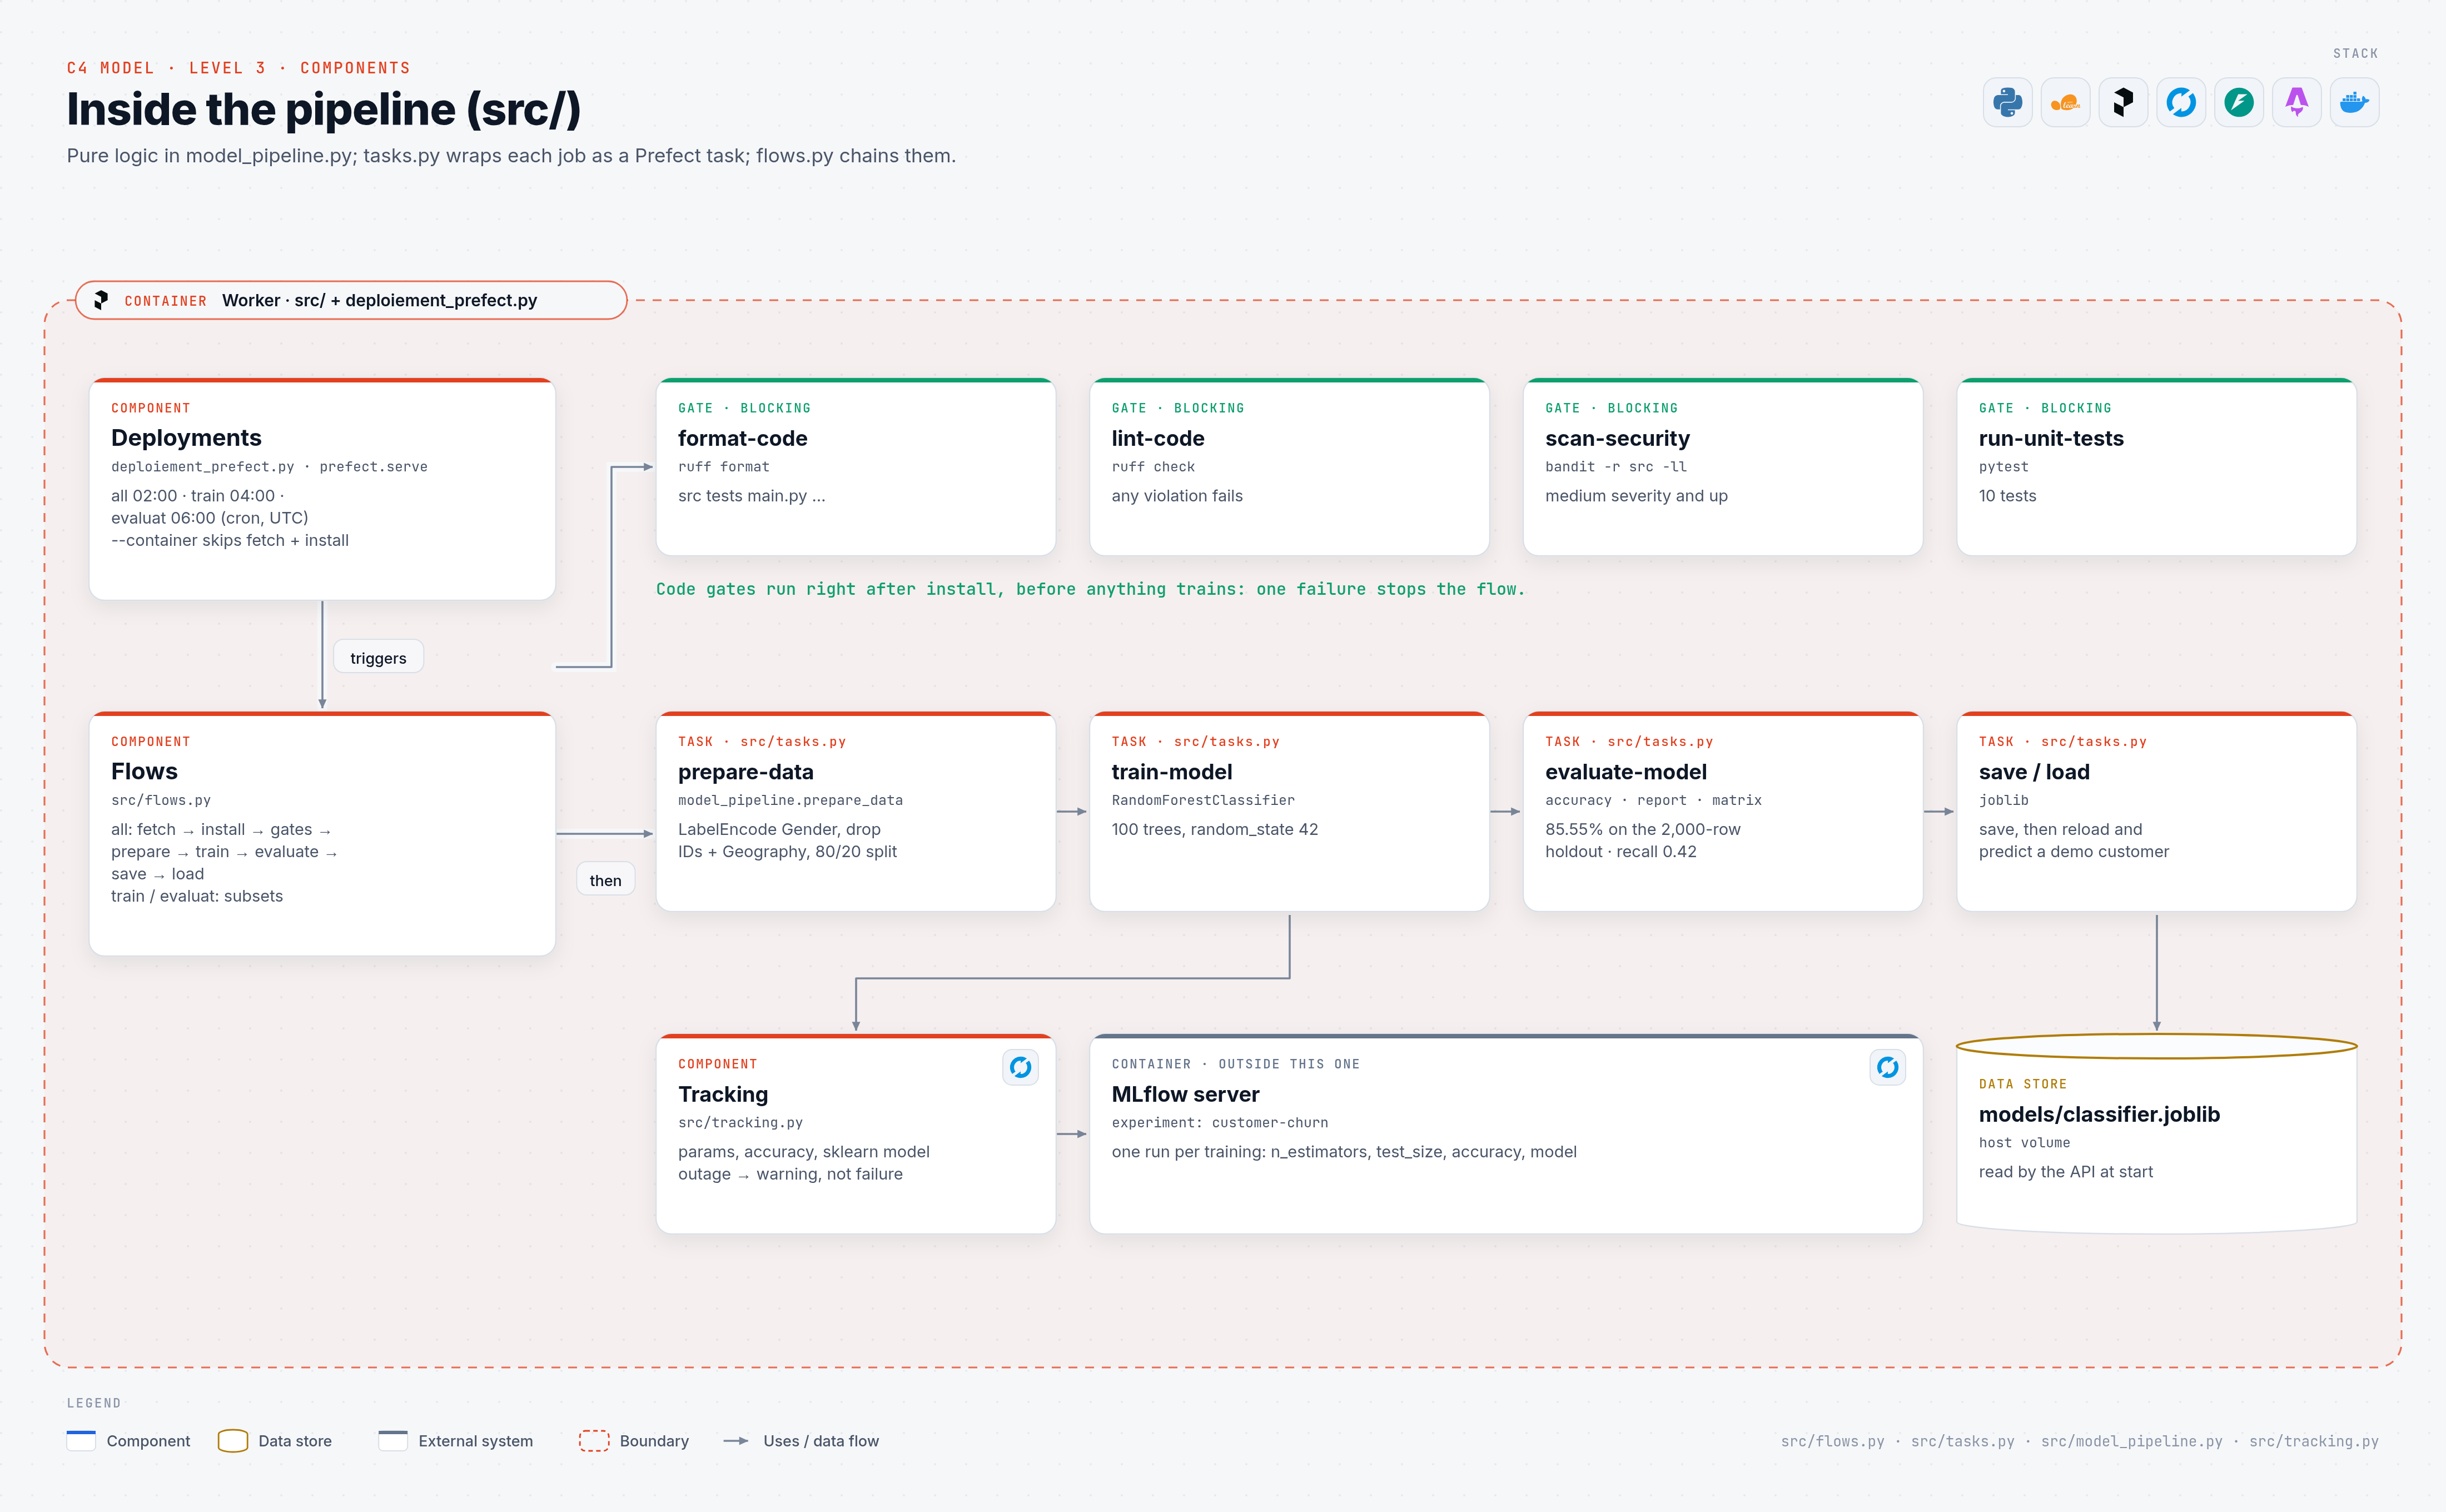 C4 MODEL · LEVEL 3 · COMPONENTS
Inside the pipeline (src/)
Pure logic in model_pipeline.py; tasks.py wraps each job as a Prefect task; flows.py chains them.
STACK
CONTAINER Worker · src/ + deploiement_prefect.py
COMPONENT
Deployments
deploiement_prefect.py · prefect.serve
all 02:00 · train 04:00 ·
evaluat 06:00 (cron, UTC)
--container skips fetch + install
GATE · BLOCKING
format-code
ruff format
src tests main.py ...
GATE · BLOCKING
lint-code
ruff check
any violation fails
GATE · BLOCKING
scan-security
bandit -r src -ll
medium severity and up
GATE · BLOCKING
run-unit-tests
pytest
10 tests
Code gates run right after install, before anything trains: one failure stops the flow.
triggers
COMPONENT
Flows
src/flows.py
all: fetch → install → gates →
prepare → train → evaluate →
save → load
train / evaluat: subsets
then
TASK · src/tasks.py
prepare-data
model_pipeline.prepare_data
LabelEncode Gender, drop
IDs + Geography, 80/20 split
TASK · src/tasks.py
train-model
RandomForestClassifier
100 trees, random_state 42
TASK · src/tasks.py
evaluate-model
accuracy · report · matrix
85.55% on the 2,000-row
holdout · recall 0.42
TASK · src/tasks.py
save / load
joblib
save, then reload and
predict a demo customer
COMPONENT
Tracking
src/tracking.py
params, accuracy, sklearn model
outage → warning, not failure
CONTAINER · OUTSIDE THIS ONE
MLflow server
experiment: customer-churn
one run per training: n_estimators, test_size, accuracy, model
DATA STORE
models/classifier.joblib
host volume
read by the API at start
LEGEND
Component
Data store
External system
Boundary
Uses / data flow
src/flows.py · src/tasks.py · src/model_pipeline.py · src/tracking.py